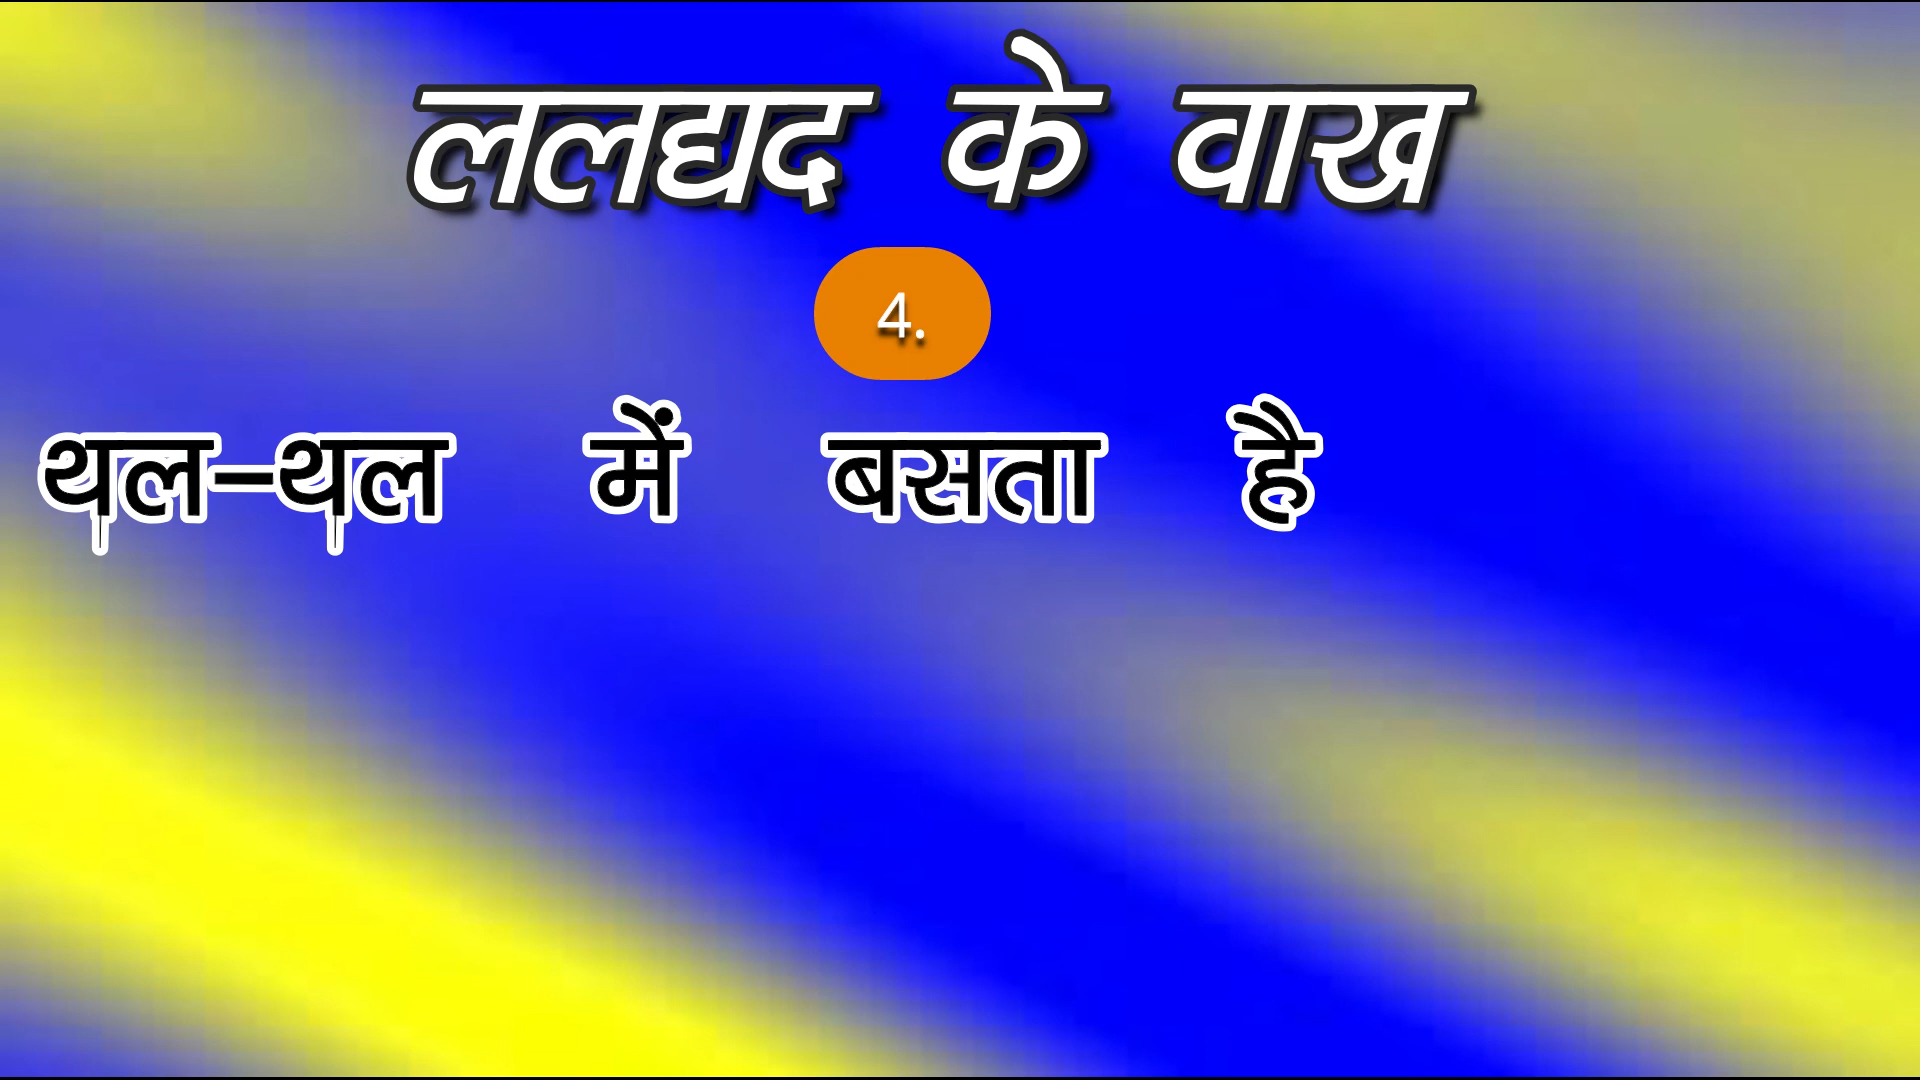 ललद्यद के वाख
4.
थल-थल में बसता है